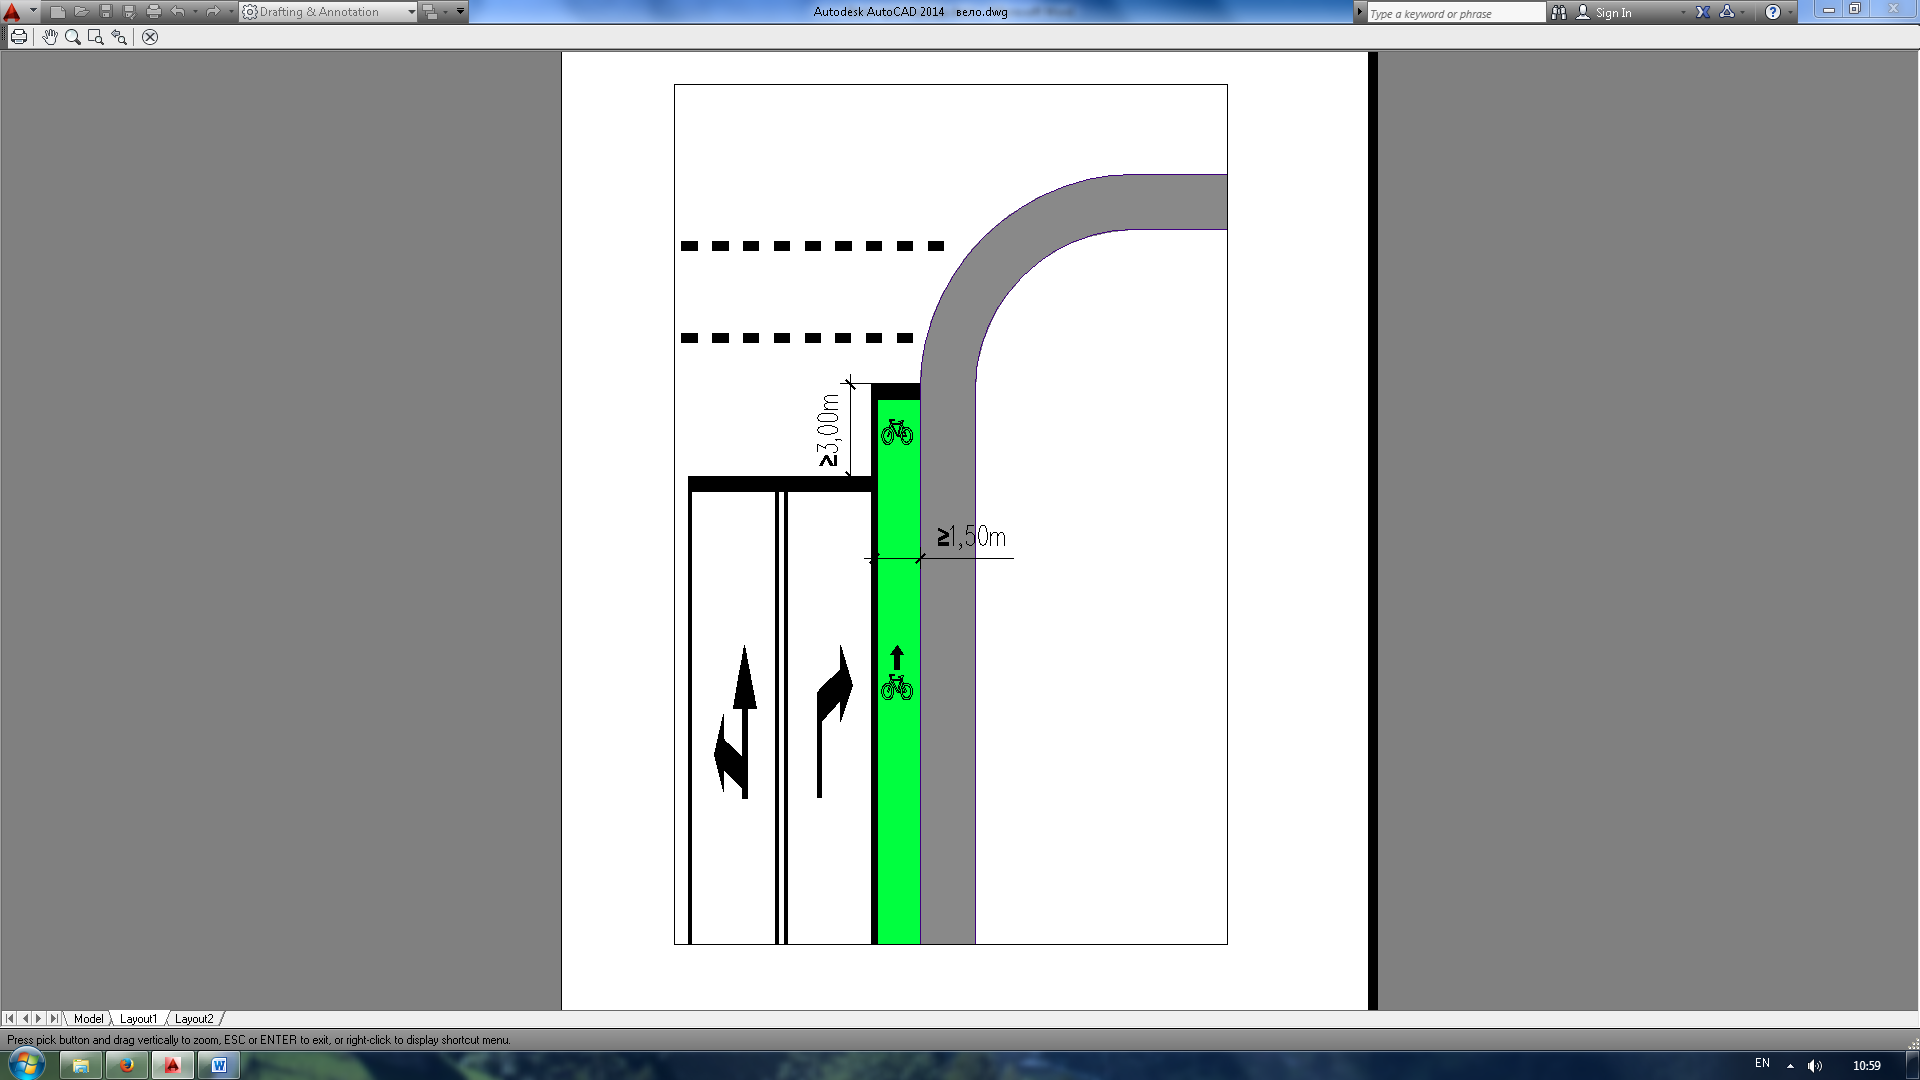 Drafting & Annotation
Autodesk AutoCAD 2014 вело.dwg
Type a keyword or phrase
Sign In
≥3,00m
≥1,50m
Model
Layout1
Layout2
Press pick button and drag vertically to zoom, ESC or ENTER to exit, or right-click to display shortcut menu.
EN
10:59